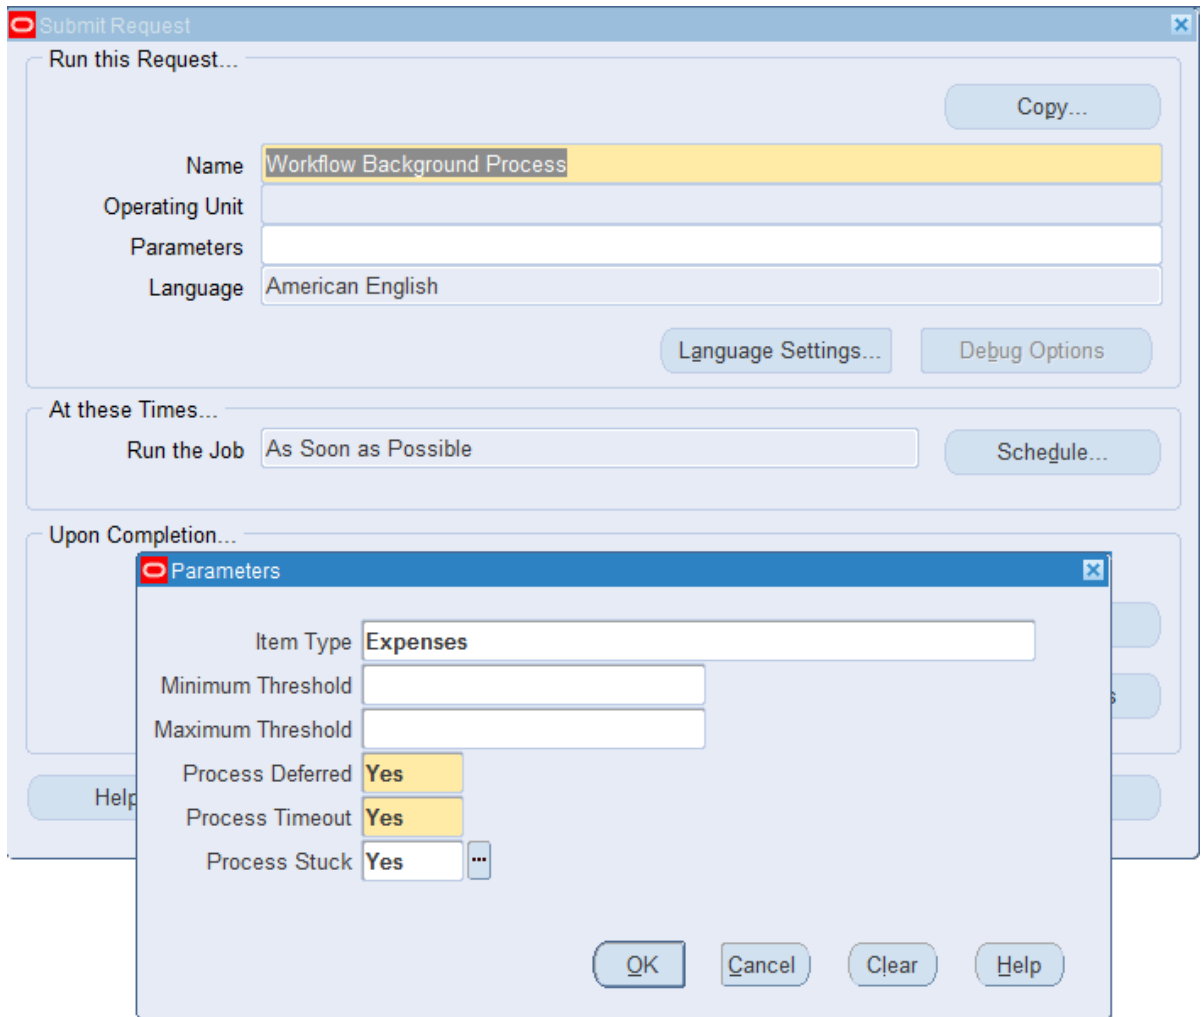 Submit Request
Run this Request...
Copy...
Name Workflow Background Process
Operating Unit
Parameters
Language American English
Language Settings... Debug Options
At these Times...
Run the Job As Soon as Possible Schedule...
Upon Completion...
Parameters
Item Type Expenses
Minimum Threshold
Maximum Threshold
Process Deferred Yes
Help Process Timeout Yes
Process Stuck Yes ...
OK Cancel Clear Help